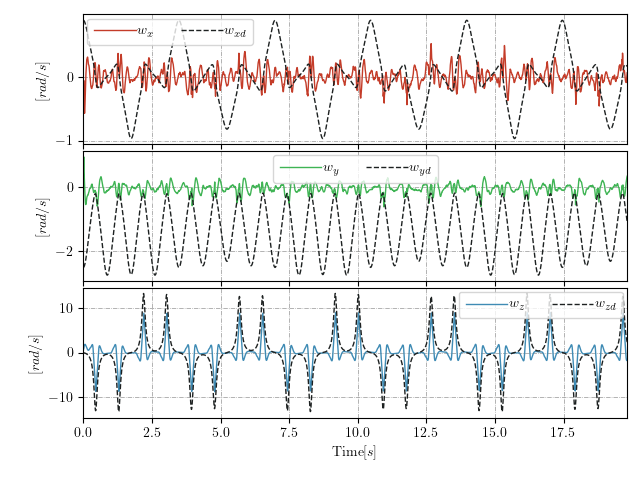 w_x w_xd
0
−1
[rad/s]
w_y w_yd
0
−2
[rad/s]
w_z w_zd
10
0
−10
[rad/s]
0.0 2.5 5.0 7.5 10.0 12.5 15.0 17.5
Time[s]